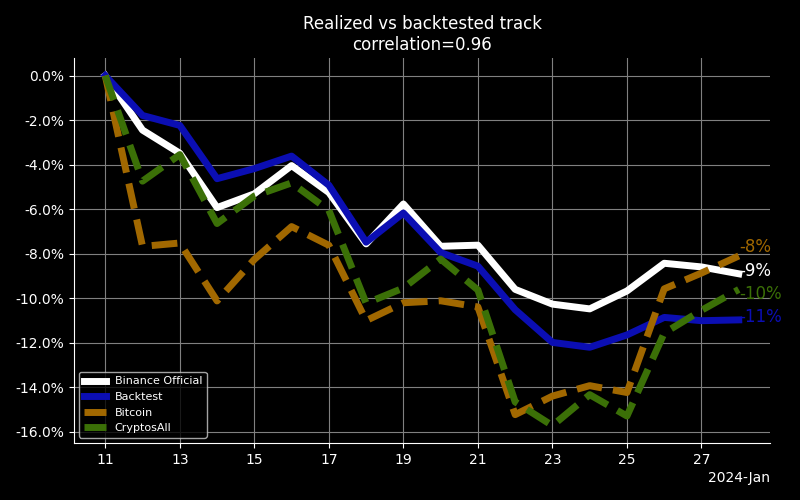 Realized vs backtested track
correlation=0.96
0.0%
-2.0%
-4.0%
-6.0%
-8.0%
-10.0%
-12.0%
-14.0%
-16.0%
-8%
-9%
-10%
-11%
Binance Official
Backtest
Bitcoin
CryptosAll
11 13 15 17 19 21 23 25 27
2024-Jan